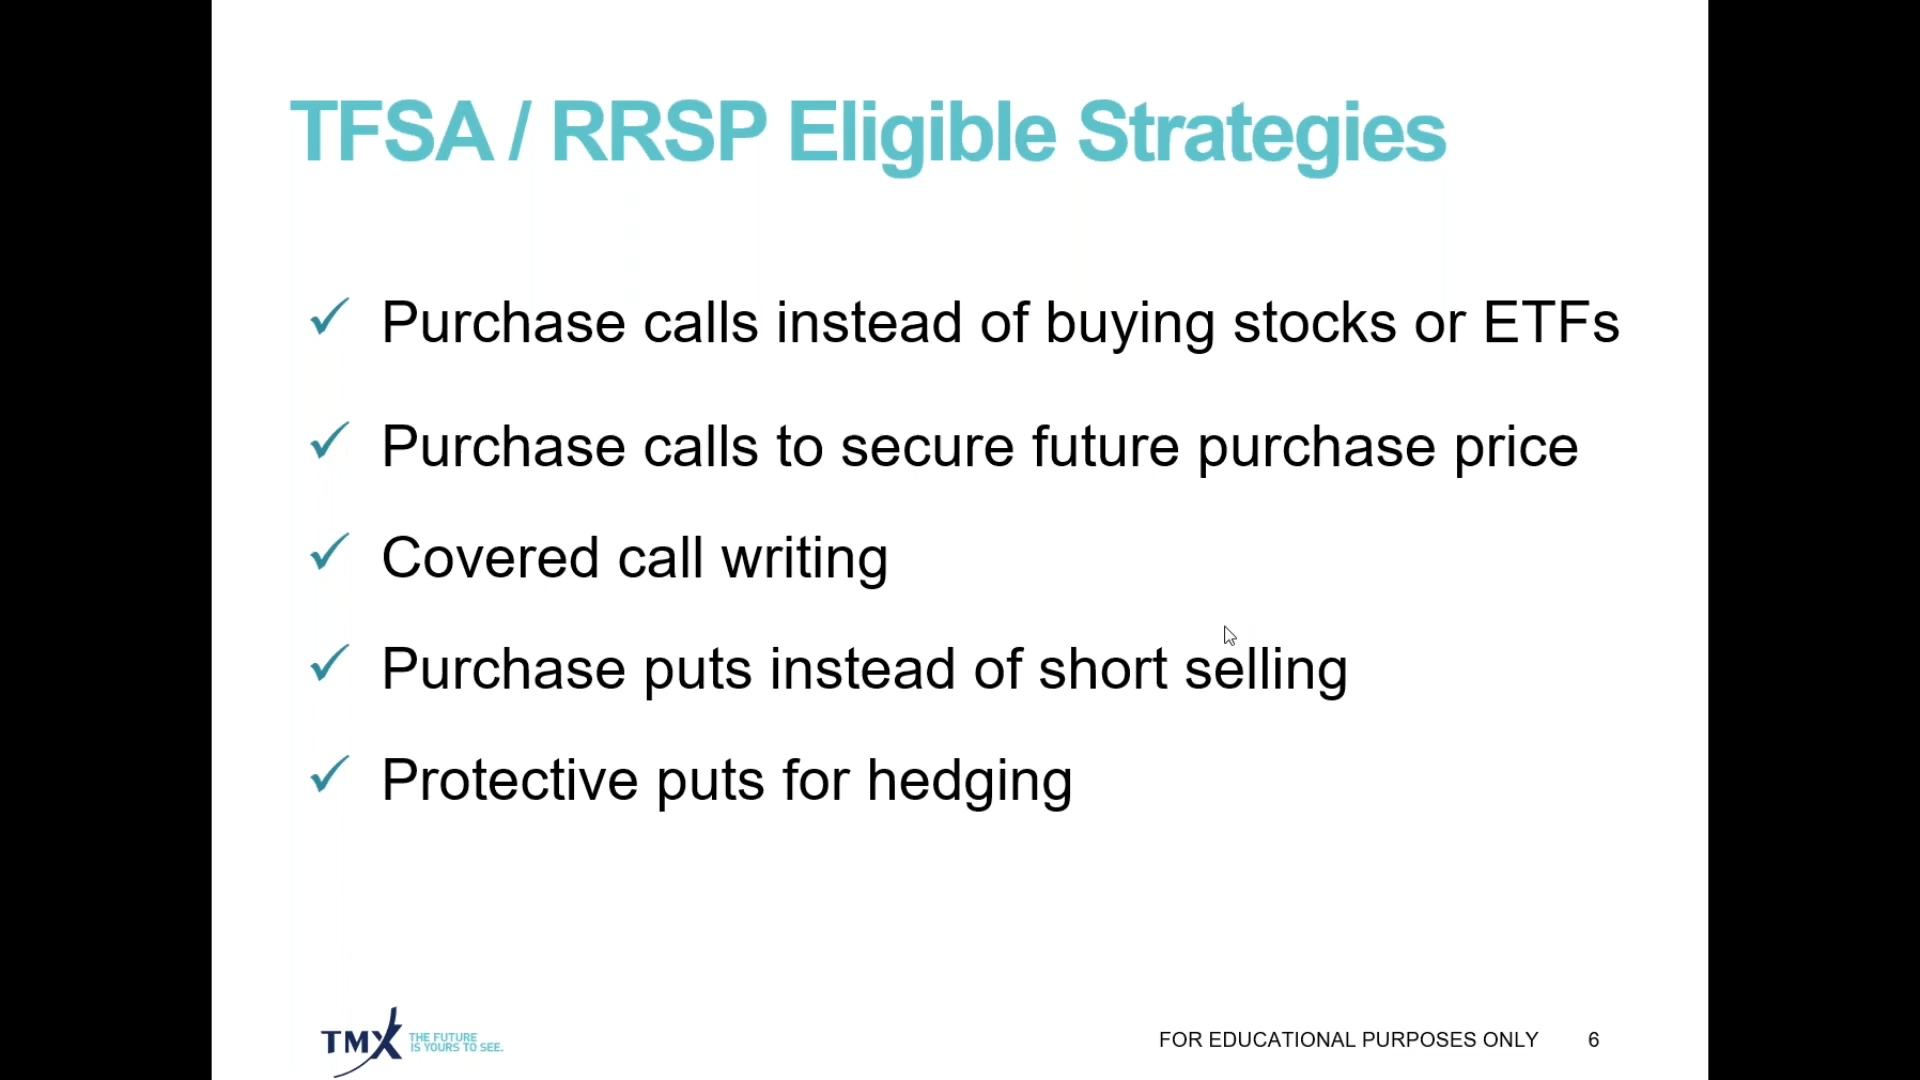 TFSA / RRSP Eligible Strategies
Purchase calls instead of buying stocks or ETFs
Purchase calls to secure future purchase price
Covered call writing
Purchase puts instead of short selling
Protective puts for hedging
TMX THE FUTURE
IS YOURS TO SEE.
FOR EDUCATIONAL PURPOSES ONLY 6